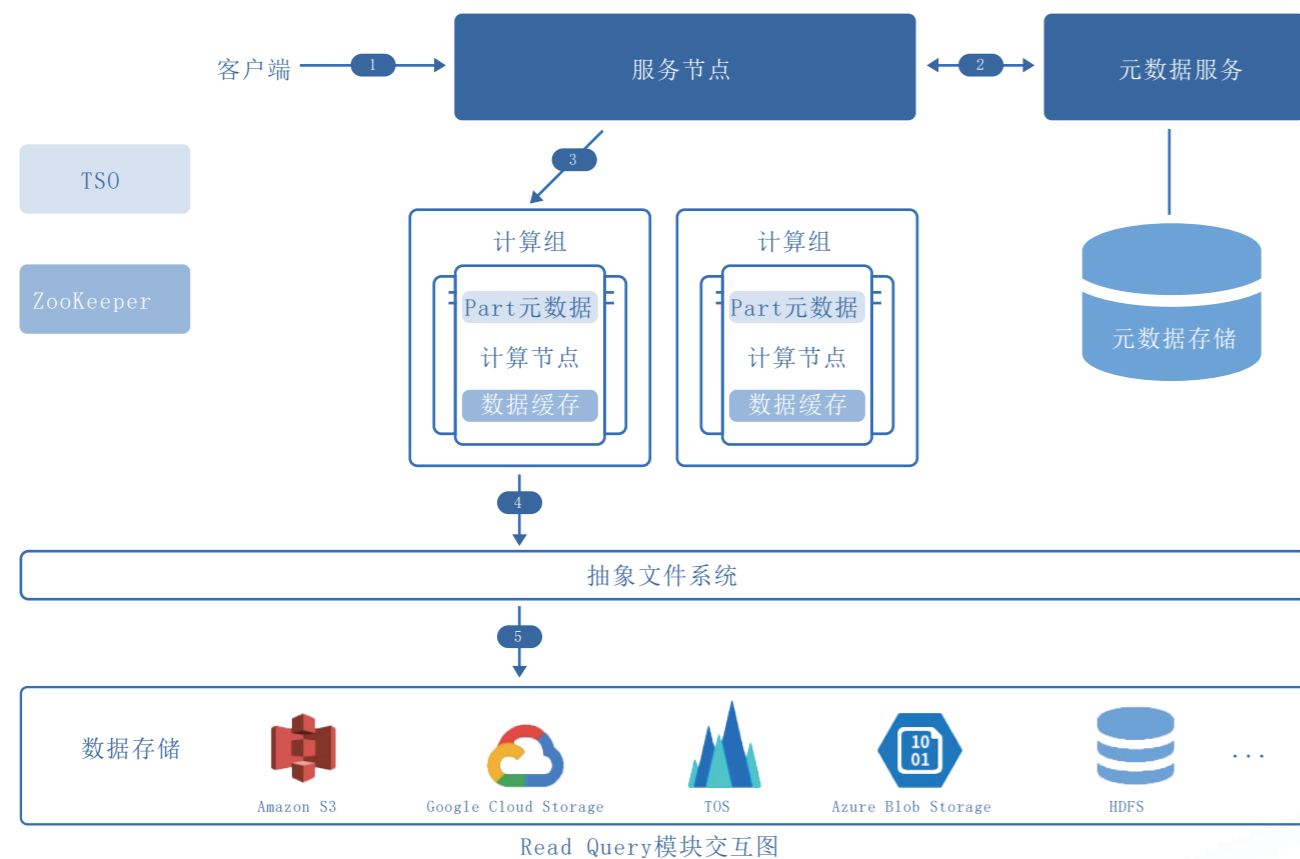 客户端
1
服务节点
2
元数据服务
3
TSO
ZooKeeper
计算组
Part元数据
计算节点
数据缓存
计算组
Part元数据
计算节点
数据缓存
元数据存储
4
抽象文件系统
5
数据存储
10
01
...
Amazon S3
Google Cloud Storage
TOS
Azure Blob Storage
HDFS
Read Query模块交互图